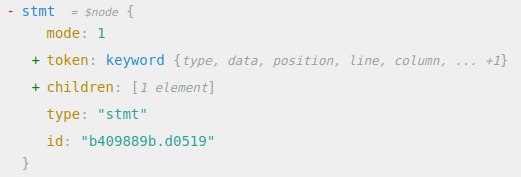 - stmt = $node {
mode: 1
+ token: keyword {type, data, position, line, column, ... +1}
+ children: [1 element]
type: "stmt"
id: "b409889b.d0519"
}